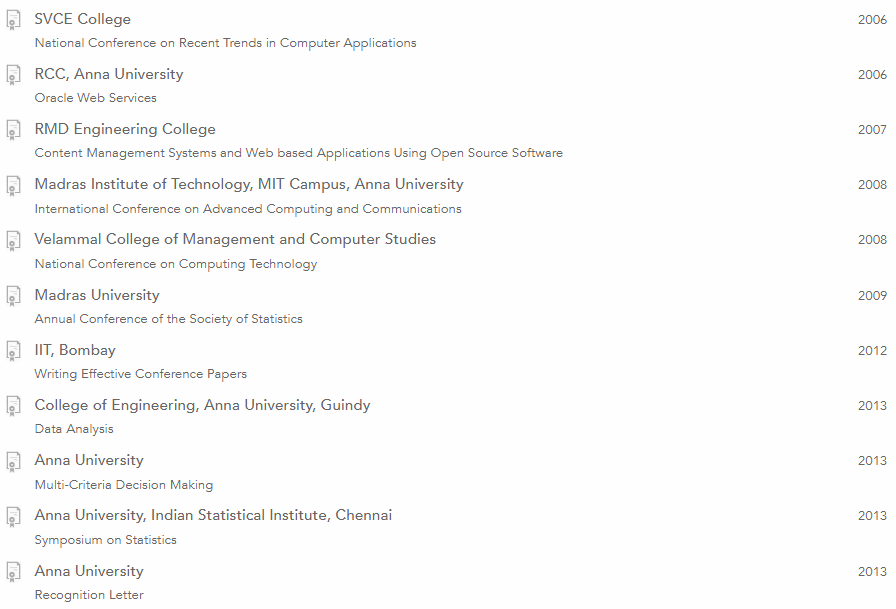 SVCE College 2006
National Conference on Recent Trends in Computer Applications
RCC, Anna University 2006
Oracle Web Services
RMD Engineering College 2007
Content Management Systems and Web based Applications Using Open Source Software
Madras Institute of Technology, MIT Campus, Anna University 2008
International Conference on Advanced Computing and Communications
Velammal College of Management and Computer Studies 2008
National Conference on Computing Technology
Madras University 2009
Annual Conference of the Society of Statistics
IIT, Bombay 2012
Writing Effective Conference Papers
College of Engineering, Anna University, Guindy 2013
Data Analysis
Anna University 2013
Multi-Criteria Decision Making
Anna University, Indian Statistical Institute, Chennai 2013
Symposium on Statistics
Anna University 2013
Recognition Letter